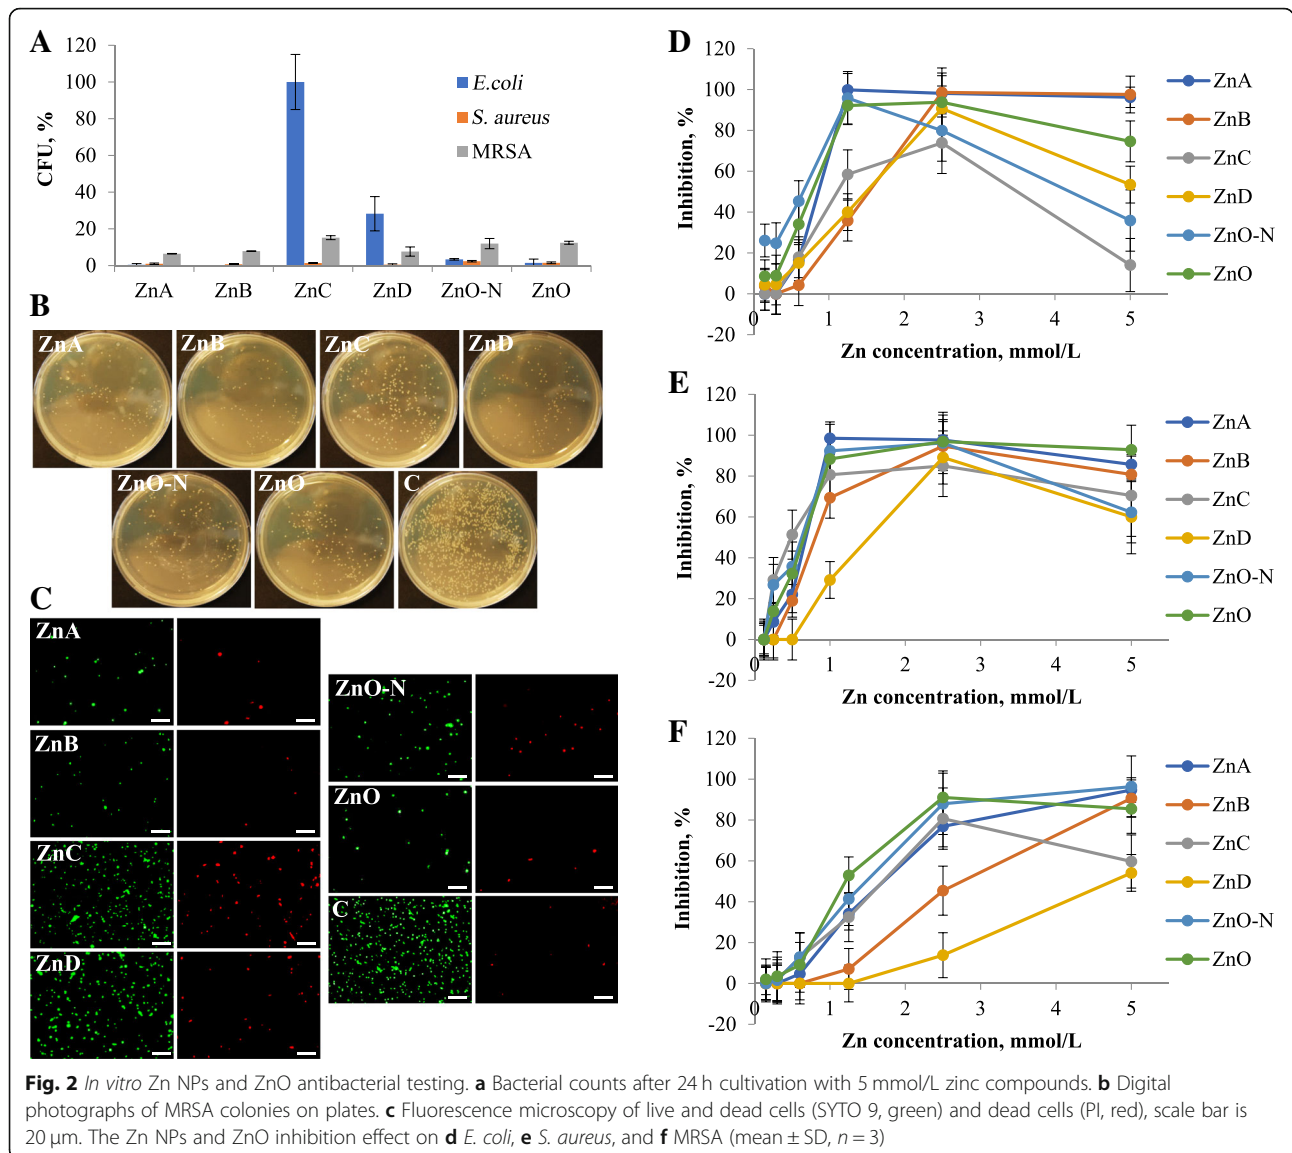 A
120
100
80
60
40
20
0
CFU, %
E.coli
S. aureus
MRSA
ZnA ZnB ZnC ZnD ZnO-N ZnO
B
ZnA ZnB ZnC ZnD
ZnO-N ZnO C
C
ZnA
ZnB
ZnC
ZnD
ZnO-N
ZnO
C
D
120
100
80
60
40
20
0
-20
Inhibition, %
0 1 2 3 4 5
Zn concentration, mmol/L
ZnA
ZnB
ZnC
ZnD
ZnO-N
ZnO
E
120
100
80
60
40
20
0
-20
Inhibition, %
0 1 2 3 4 5
Zn concentration, mmol/L
ZnA
ZnB
ZnC
ZnD
ZnO-N
ZnO
F
120
100
80
60
40
20
0
-20
Inhibition, %
0 1 2 3 4 5
Zn concentration, mmol/L
ZnA
ZnB
ZnC
ZnD
ZnO-N
ZnO
Fig. 2 In vitro Zn NPs and ZnO antibacterial testing. a Bacterial counts after 24 h cultivation with 5 mmol/L zinc compounds. b Digital
photographs of MRSA colonies on plates. c Fluorescence microscopy of live and dead cells (SYTO 9, green) and dead cells (PI, red), scale bar is
20 μm. The Zn NPs and ZnO inhibition effect on d E. coli, e S. aureus, and f MRSA (mean ± SD, n = 3)